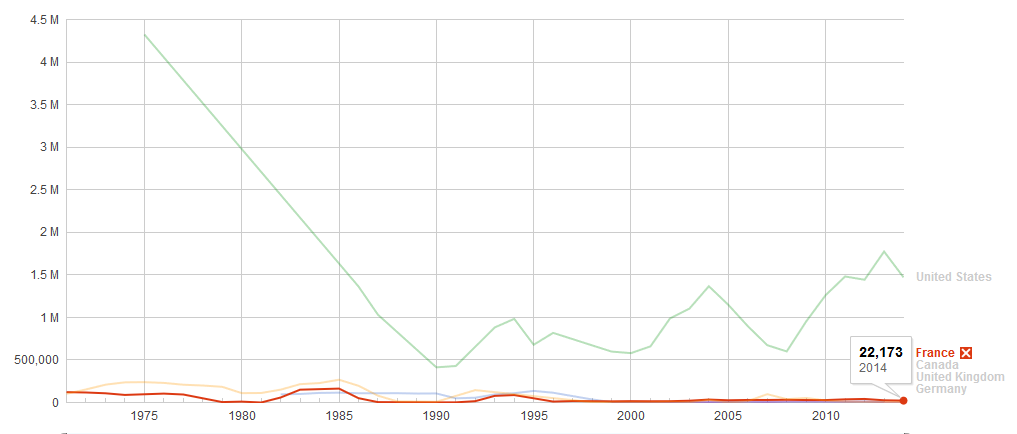 4.5 M
4 M
3.5 M
3 M
2.5 M
2 M
1.5 M
1 M
500,000
0
1975
1980
1985
1990
1995
2000
2005
2010
United States
22,173
2014
France
Canada
United Kingdom
Germany